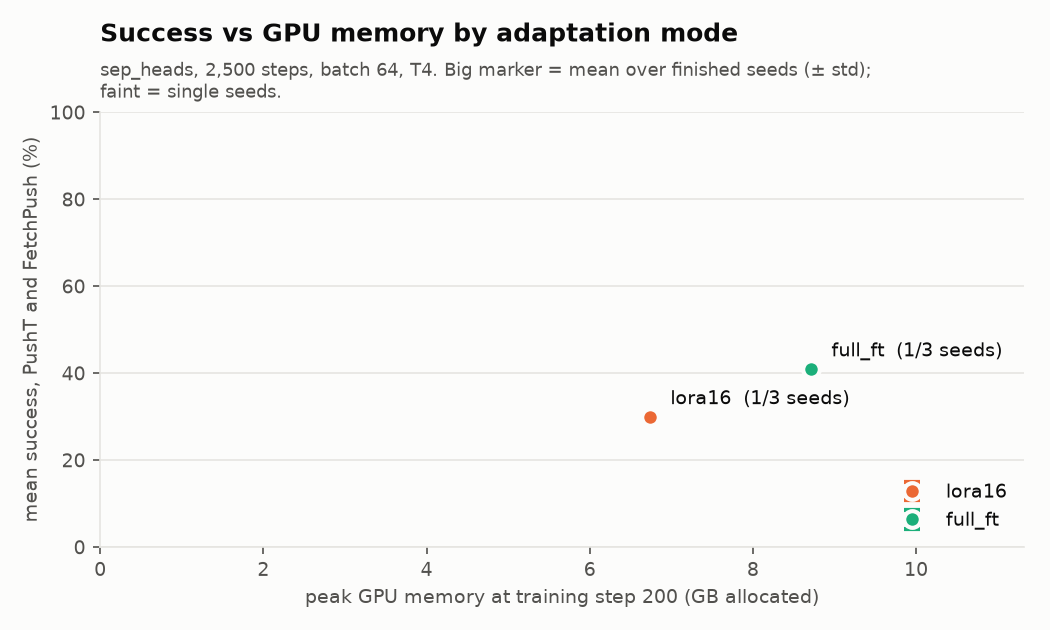 Success vs GPU memory by adaptation mode
sep_heads, 2,500 steps, batch 64, T4. Big marker = mean over finished seeds (± std);
faint = single seeds.
mean success, PushT and FetchPush (%)
100
80
60
40
20
0
full_ft (1/3 seeds)
lora16 (1/3 seeds)
lora16
full_ft
0 2 4 6 8 10
peak GPU memory at training step 200 (GB allocated)